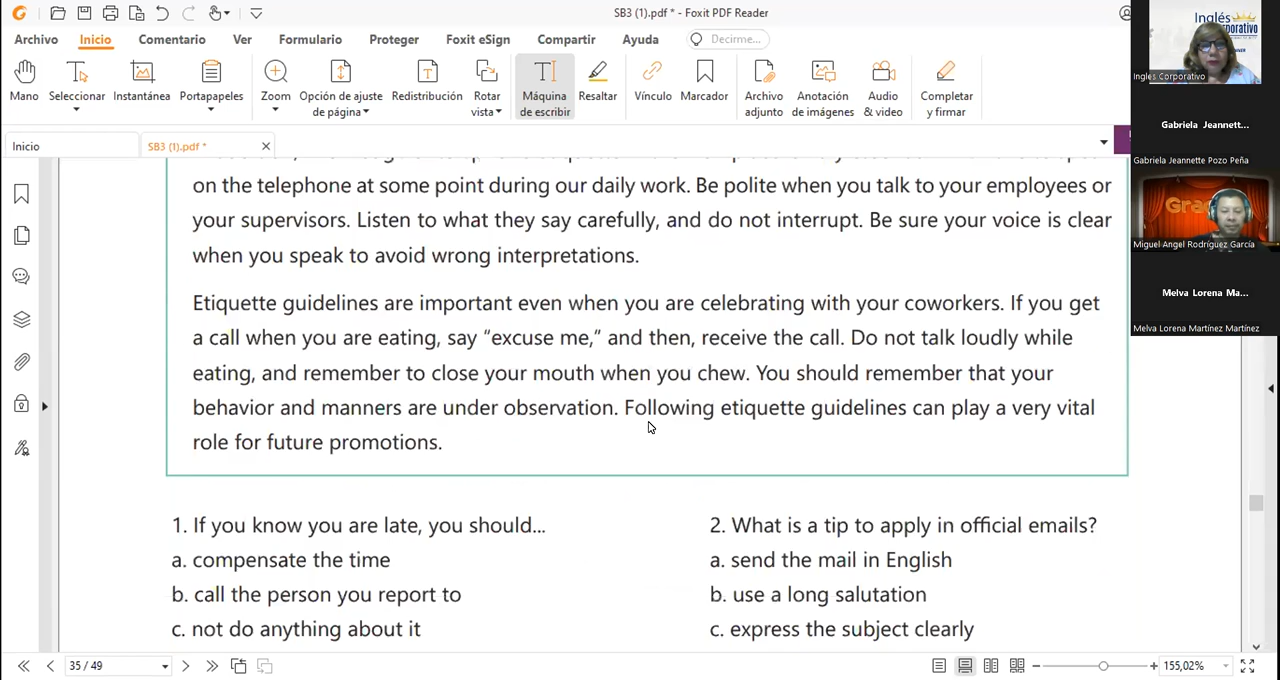 SB3 (1).pdf * - Foxit PDF Reader
Archivo Inicio Comentario Ver Formulario Proteger Foxit eSign Compartir Ayuda Decirme...
Mano Seleccionar Instantánea Portapapeles Zoom Opción de ajuste de página Redistribución Rotar vista Máquina de escribir Resaltar Vínculo Marcador Archivo adjunto Anotación de imágenes Audio & video Completar y firmar
Inicio SB3 (1).pdf *
on the telephone at some point during our daily work. Be polite when you talk to your employees or
your supervisors. Listen to what they say carefully, and do not interrupt. Be sure your voice is clear
when you speak to avoid wrong interpretations.
Etiquette guidelines are important even when you are celebrating with your coworkers. If you get
a call when you are eating, say “excuse me,” and then, receive the call. Do not talk loudly while
eating, and remember to close your mouth when you chew. You should remember that your
behavior and manners are under observation. Following etiquette guidelines can play a very vital
role for future promotions.
1. If you know you are late, you should...
a. compensate the time
b. call the person you report to
c. not do anything about it
2. What is a tip to apply in official emails?
a. send the mail in English
b. use a long salutation
c. express the subject clearly
35 / 49
155,02%
Inglés
Ingles Corporativo
Gabriela Jeannett...
Gabriela Jeannette Pozo Peña
Miguel Angel Rodríguez García
Melva Lorena Ma...
Melva Lorena Martínez Martínez